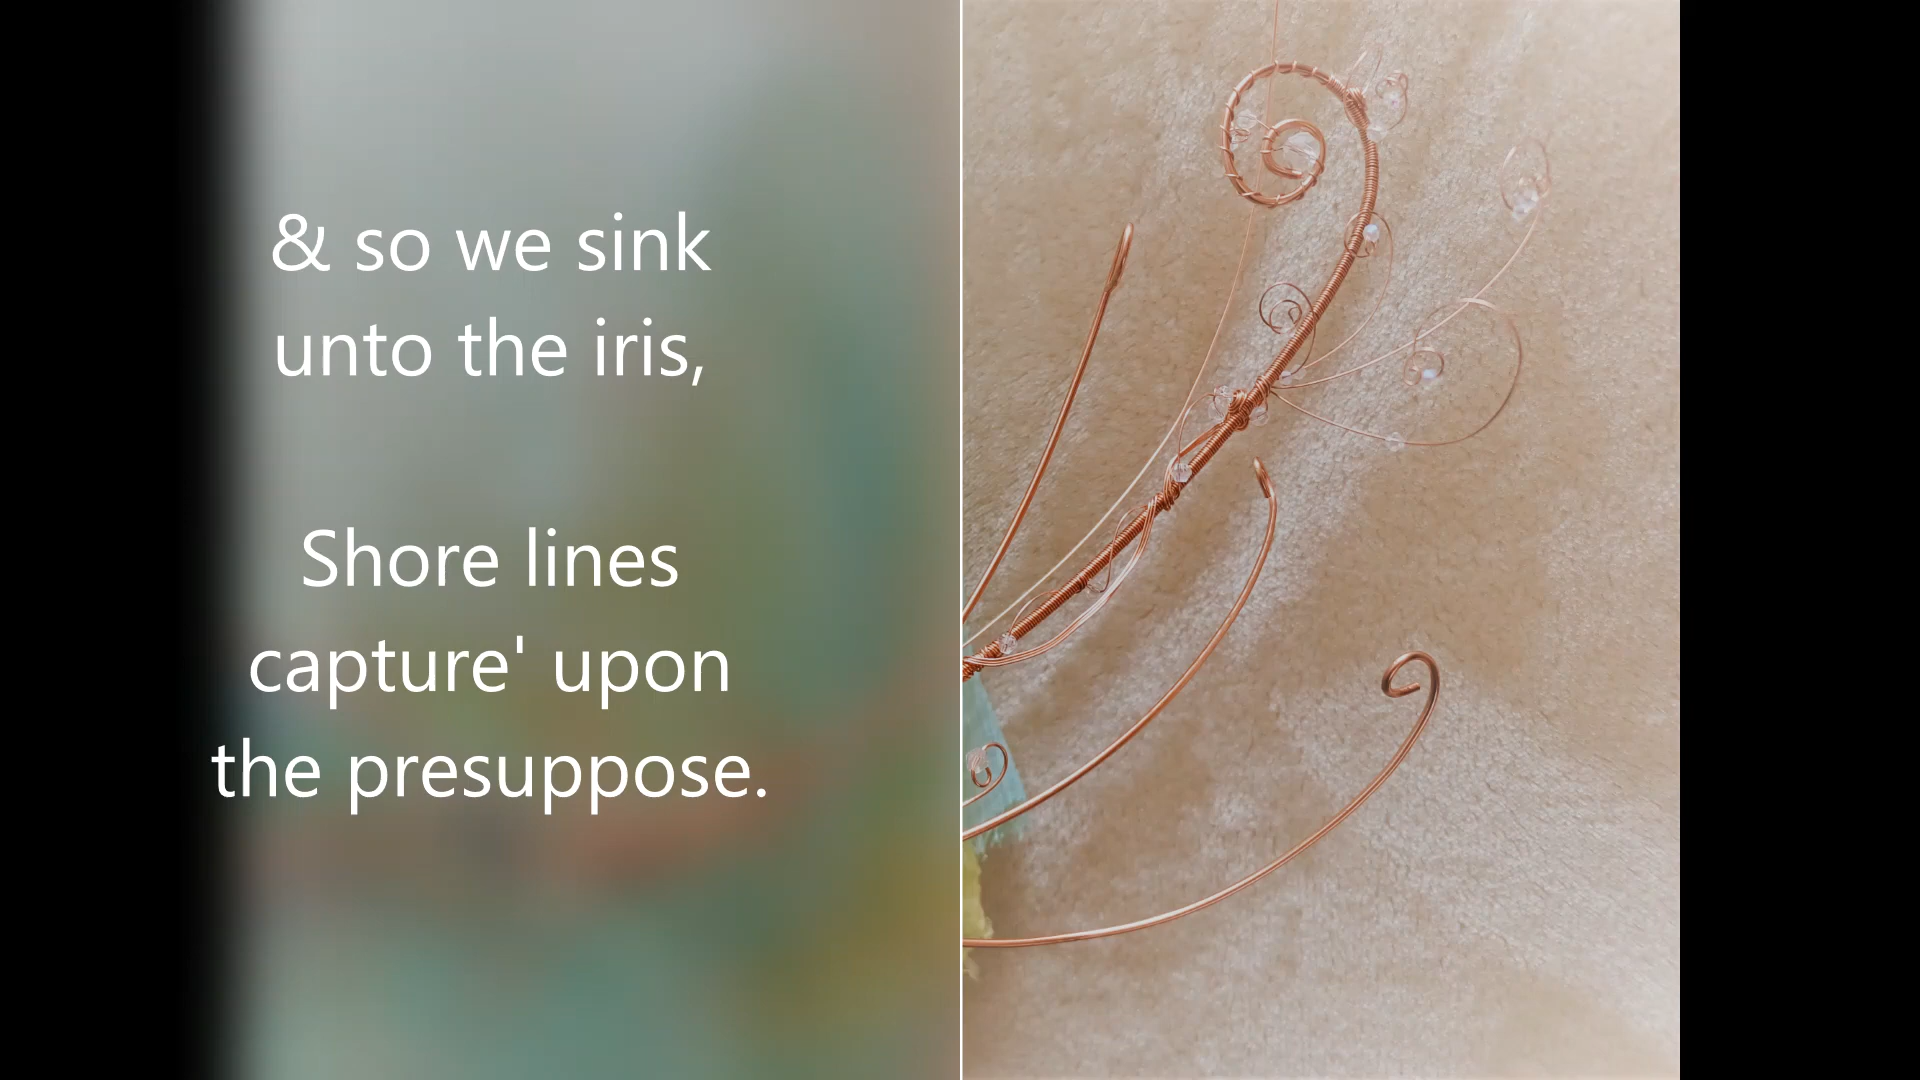 & so we sink
unto the iris,
Shore lines
capture' upon
the presuppose.